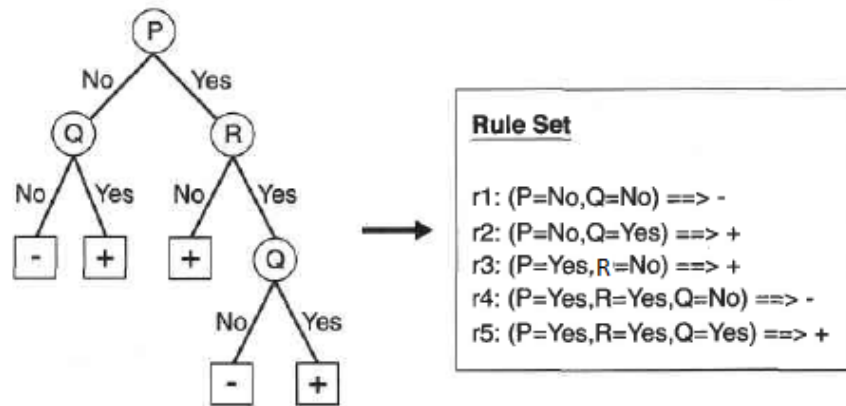 P
No Yes
Q R
No Yes No Yes
- + + Q
No Yes
- +
Rule Set
r1: (P=No,Q=No) ==> -
r2: (P=No,Q=Yes) ==> +
r3: (P=Yes,R=No) ==> +
r4: (P=Yes,R=Yes,Q=No) ==> -
r5: (P=Yes,R=Yes,Q=Yes) ==> +